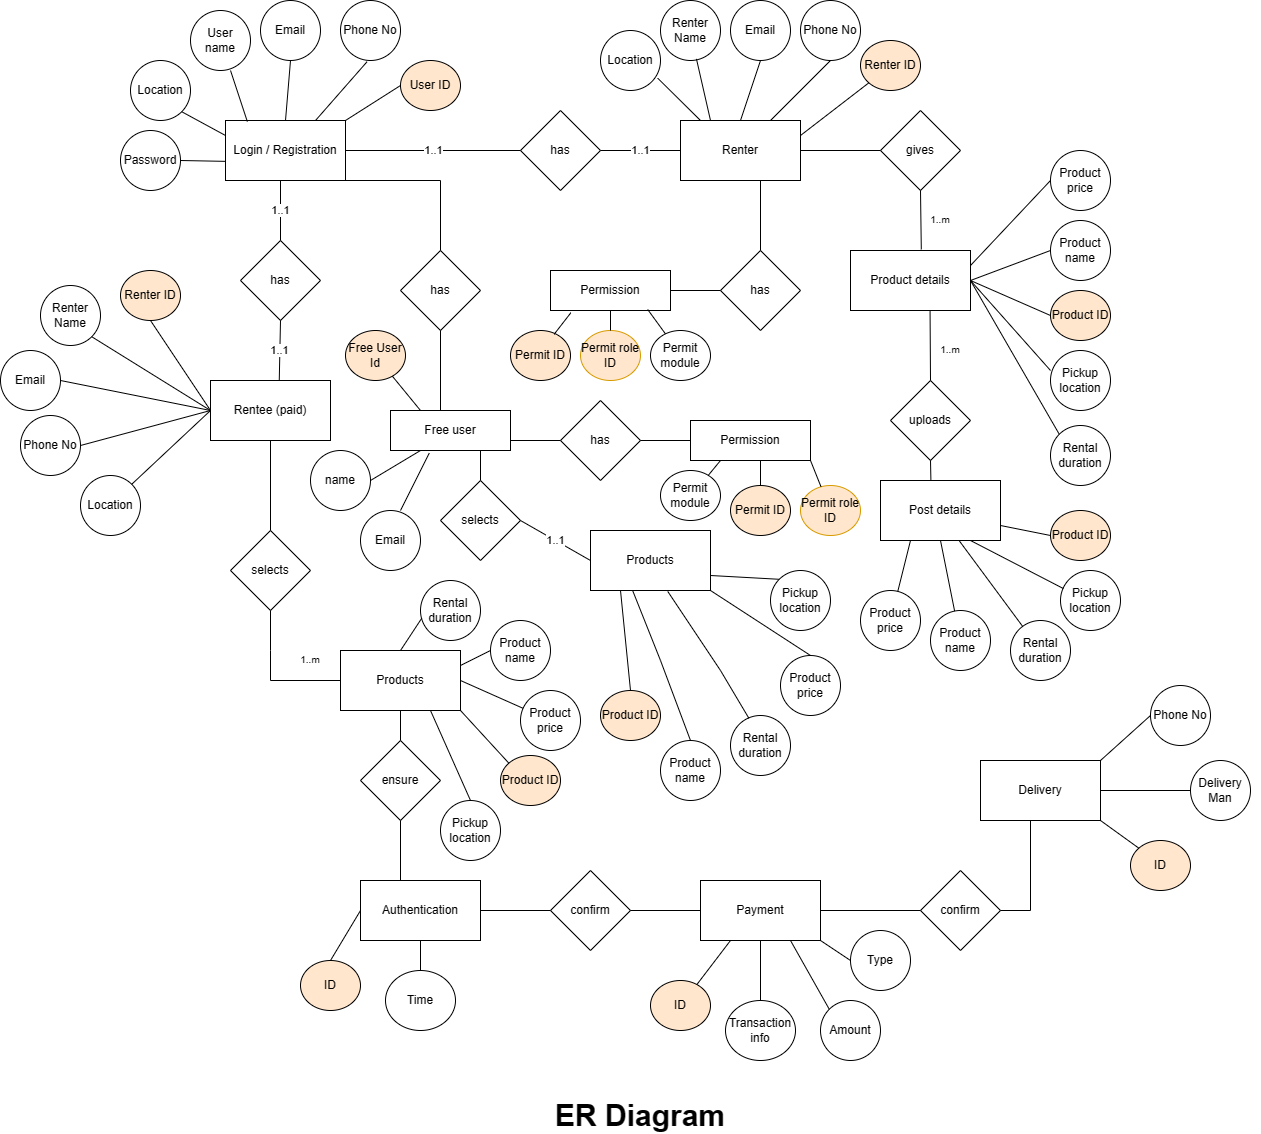 User
name
Email
Phone No
Location
User ID
Password
Login / Registration
1..1
has
1..1
Location
Renter
Name
Email
Phone No
Renter ID
Renter
gives
1..m
Product details
Product
price
Product
name
Product ID
Pickup
location
Rental
duration
1..m
uploads
Post details
Product ID
Pickup
location
Rental
duration
Product
name
Product
price
has
Permission
Permit ID
Permit role
ID
Permit
module
1..1
has
1..1
has
Renter ID
Renter
Name
Email
Phone No
Location
Rentee (paid)
Free User
Id
Free user
name
Email
has
Permission
Permit
module
Permit ID
Permit role
ID
selects
1..1
Products
Pickup
location
Product
price
Rental
duration
Product
name
Product ID
selects
1..m
Products
Rental
duration
Product
name
Product
price
Product ID
Pickup
location
ensure
Authentication
ID
Time
confirm
Payment
ID
Transaction
info
Amount
Type
confirm
Delivery
Phone No
Delivery
Man
ID
ER Diagram